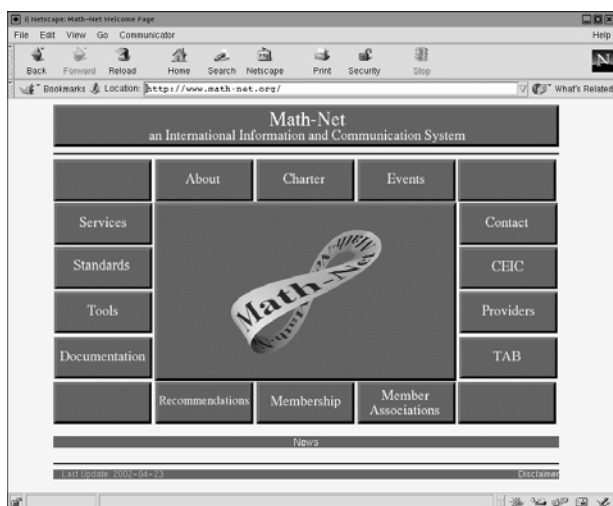 Netscape: Math-Net Welcome Page
File Edit View Go Communicator Help
Back Forward Reload Home Search Netscape Print Security Stop
N
Bookmarks Location: http://www.math-net.org/ What's Related
Math-Net
an International Information and Communication System
About Charter Events
Services Contact
Standards CEIC
Tools Providers
Documentation TAB
Math-Net
Recommendations Membership Member
Associations
News
Last Update: 2002-04-23 Disclaimer